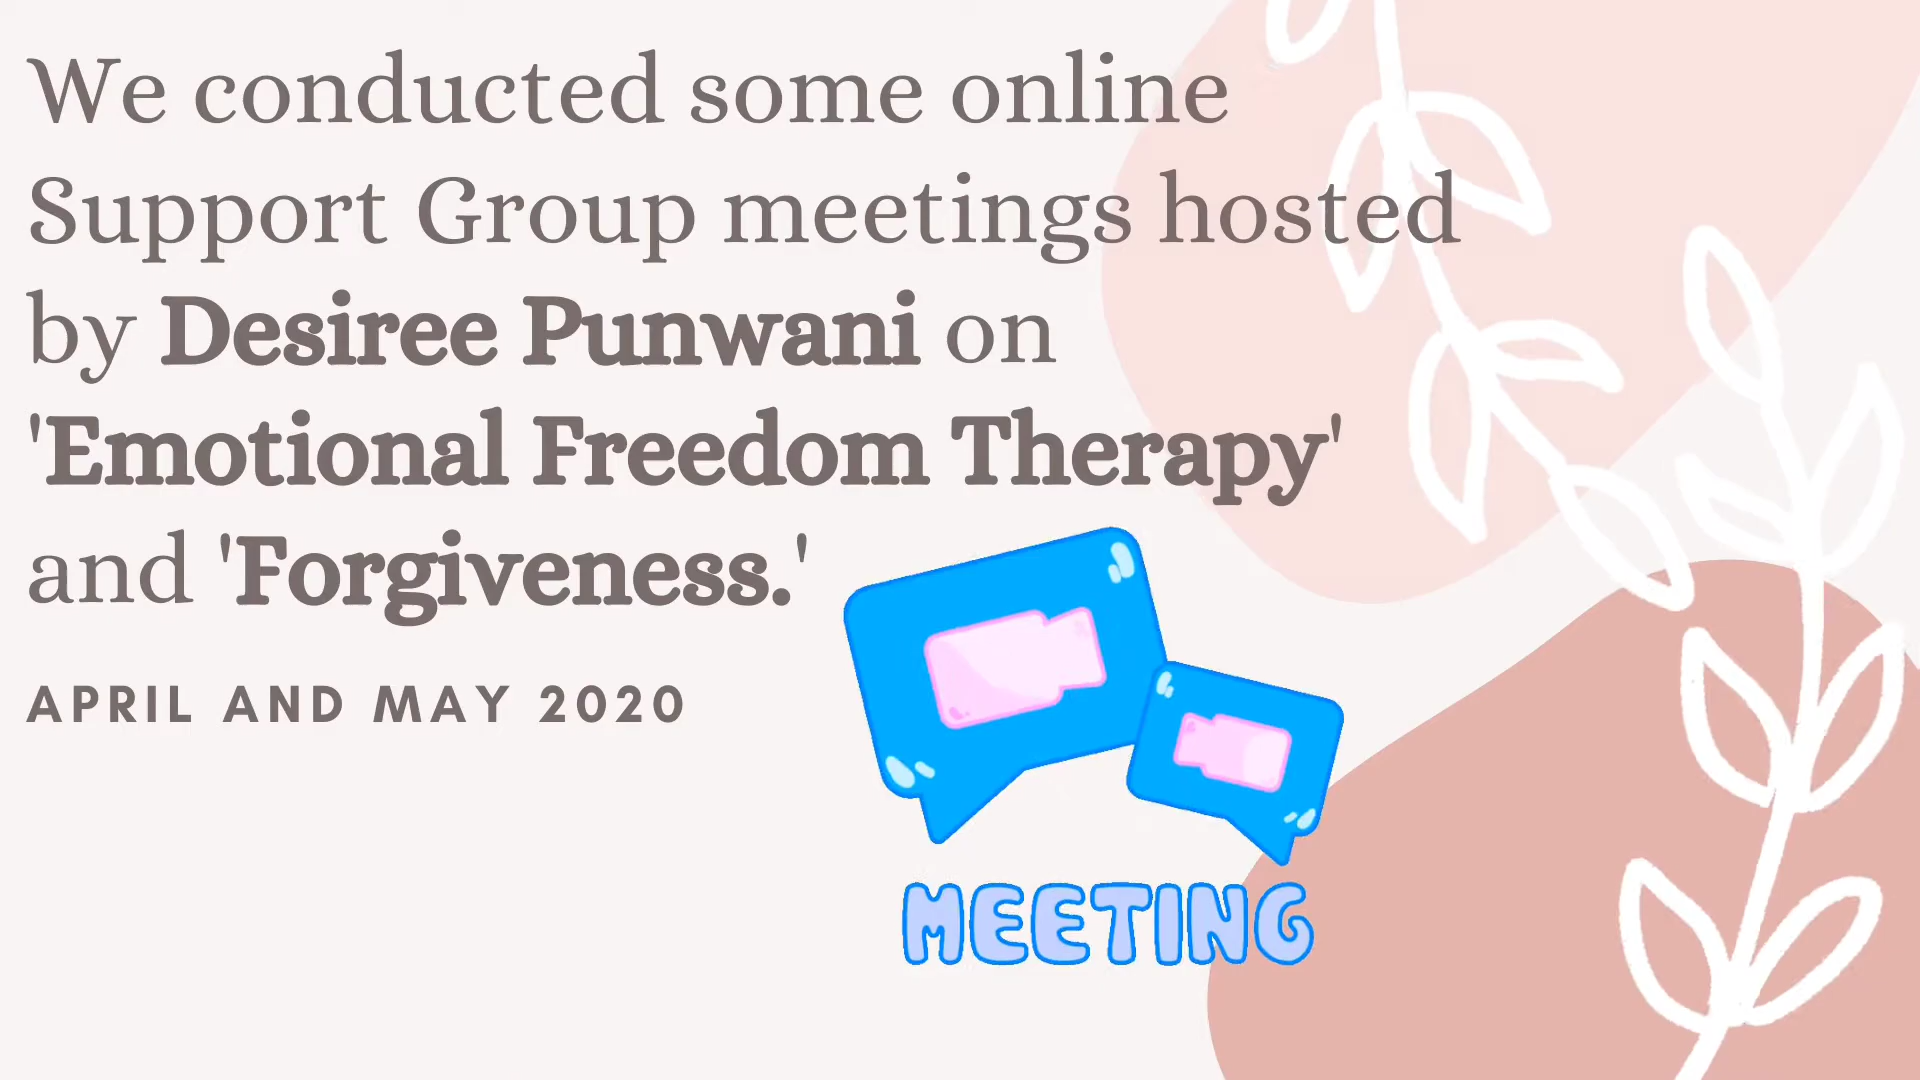 We conducted some online
Support Group meetings hosted
by Desiree Punwani on
'Emotional Freedom Therapy'
and 'Forgiveness.'
APRIL AND MAY 2020
MEETING